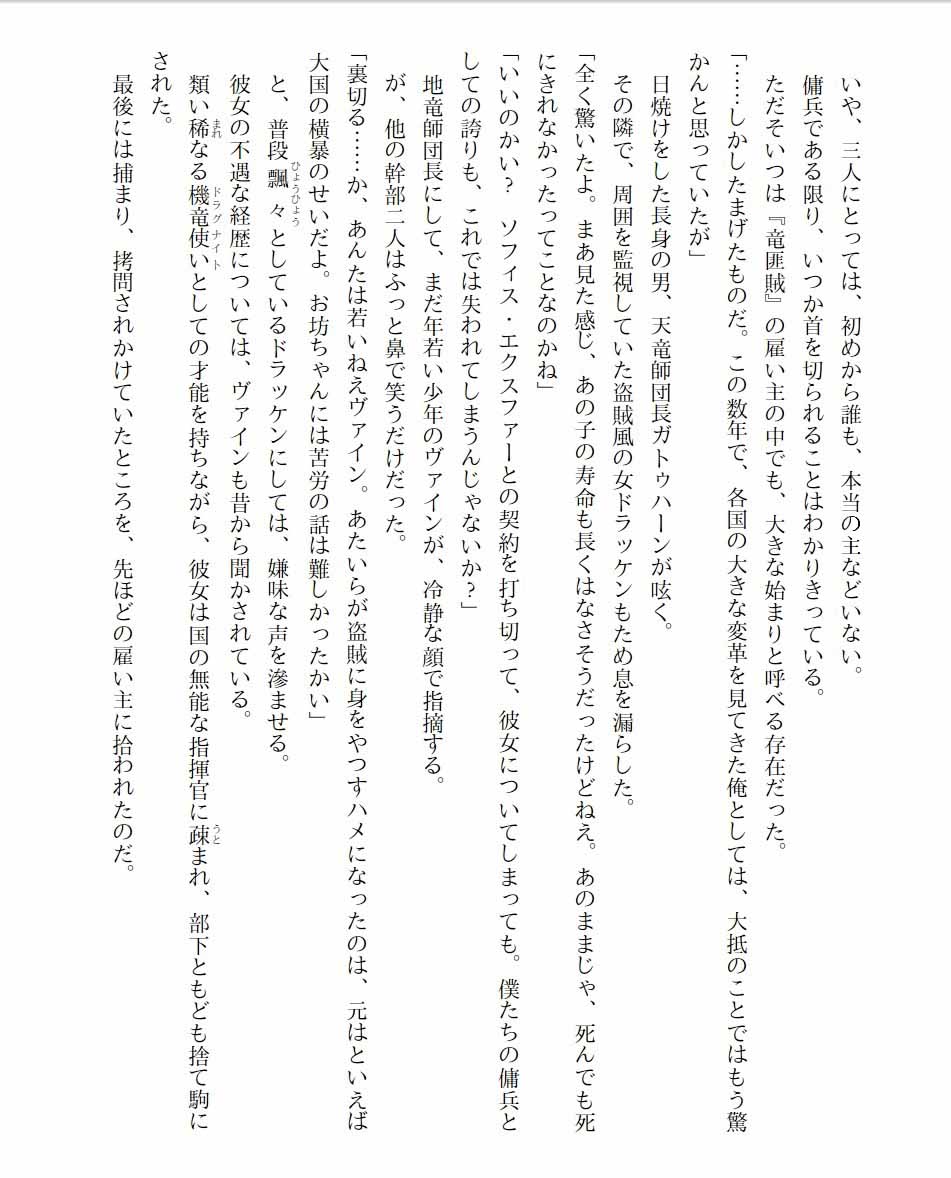 いや、三人にとっては、初めから誰も、本当の主などいない。
傭兵である限り、いつか首を切られることはわかりきっている。
ただそいつは『竜匪賊』の雇い主の中でも、大きな始まりと呼べる存在だった。
「……しかしたまげたものだ。この数年で、各国の大きな変革を見てきた俺としては、大抵のことではもう驚
かんと思っていたが」
日焼けをした長身の男、天竜師団長ガトゥハーンが呟く。
その隣で、周囲を監視していた盗賊風の女ドラッケンもため息を漏らした。
「全く驚いたよ。まあ見た感じ、あの子の寿命も長くはなさそうだったけどねえ。あのままじゃ、死んでも死
にきれなかったってことなのかね」
「いいのかい？　ソフィス・エクスファーとの契約を打ち切って、彼女についてしまっても。僕たちの傭兵と
しての誇りも、これでは失われてしまうんじゃないか？」
地竜師団長にして、まだ年若い少年のヴァインが、冷静な顔で指摘する。
が、他の幹部二人はふっと鼻で笑うだけだった。
「裏切る……か、あんたは若いねえヴァイン。あたいらが盗賊に身をやつすハメになったのは、元はといえば
大国の横暴のせいだよ。お坊ちゃんには苦労の話は難しかったかい」
と、普段飄々ひょうひょうとしているドラッケンにしては、嫌味な声を滲ませる。
彼女の不遇な経歴については、ヴァインも昔から聞かされている。
類い稀まれなる機竜使いドラグナイトとしての才能を持ちながら、彼女は国の無能な指揮官に疎うとまれ、部下ともども捨て駒に
された。
最後には捕まり、拷問されかけていたところを、先ほどの雇い主に拾われたのだ。